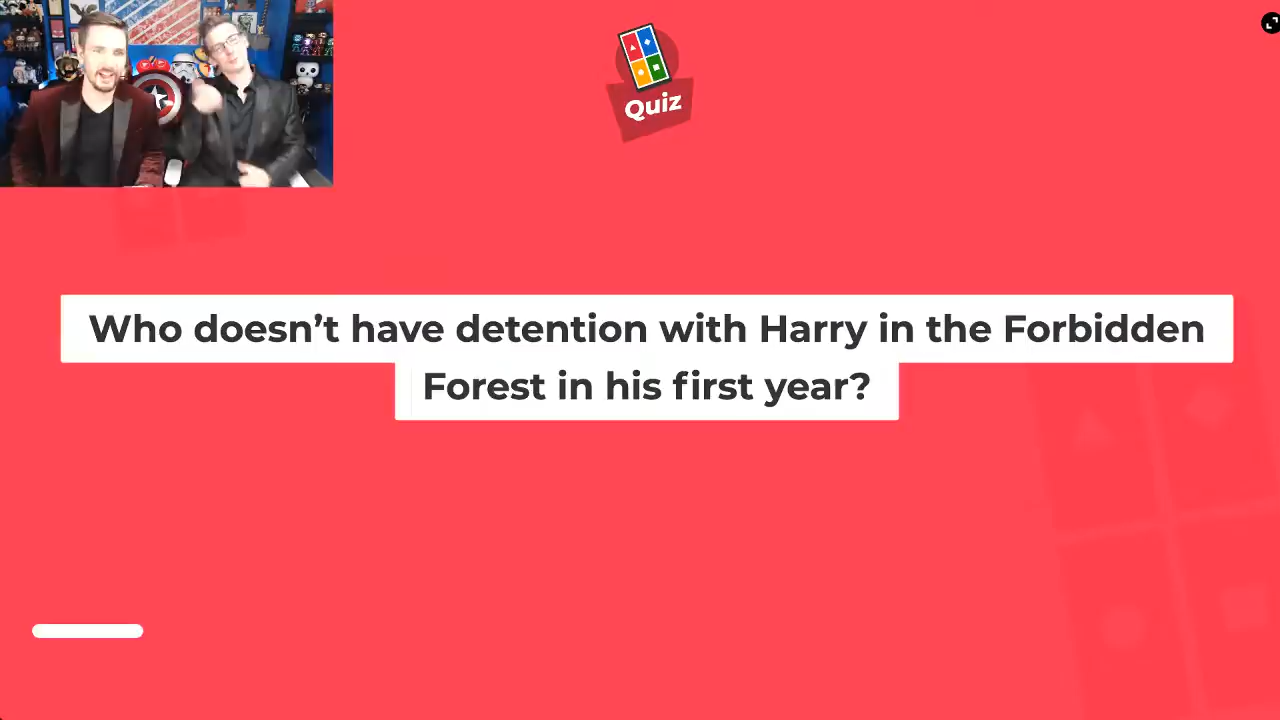 Quiz
Who doesn’t have detention with Harry in the Forbidden
Forest in his first year?